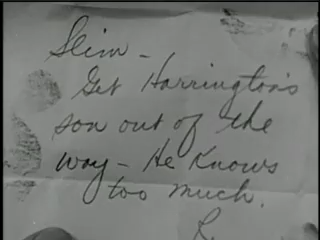 Slim -
Get Harrington's
son out of the
way - He knows
too much.
R.